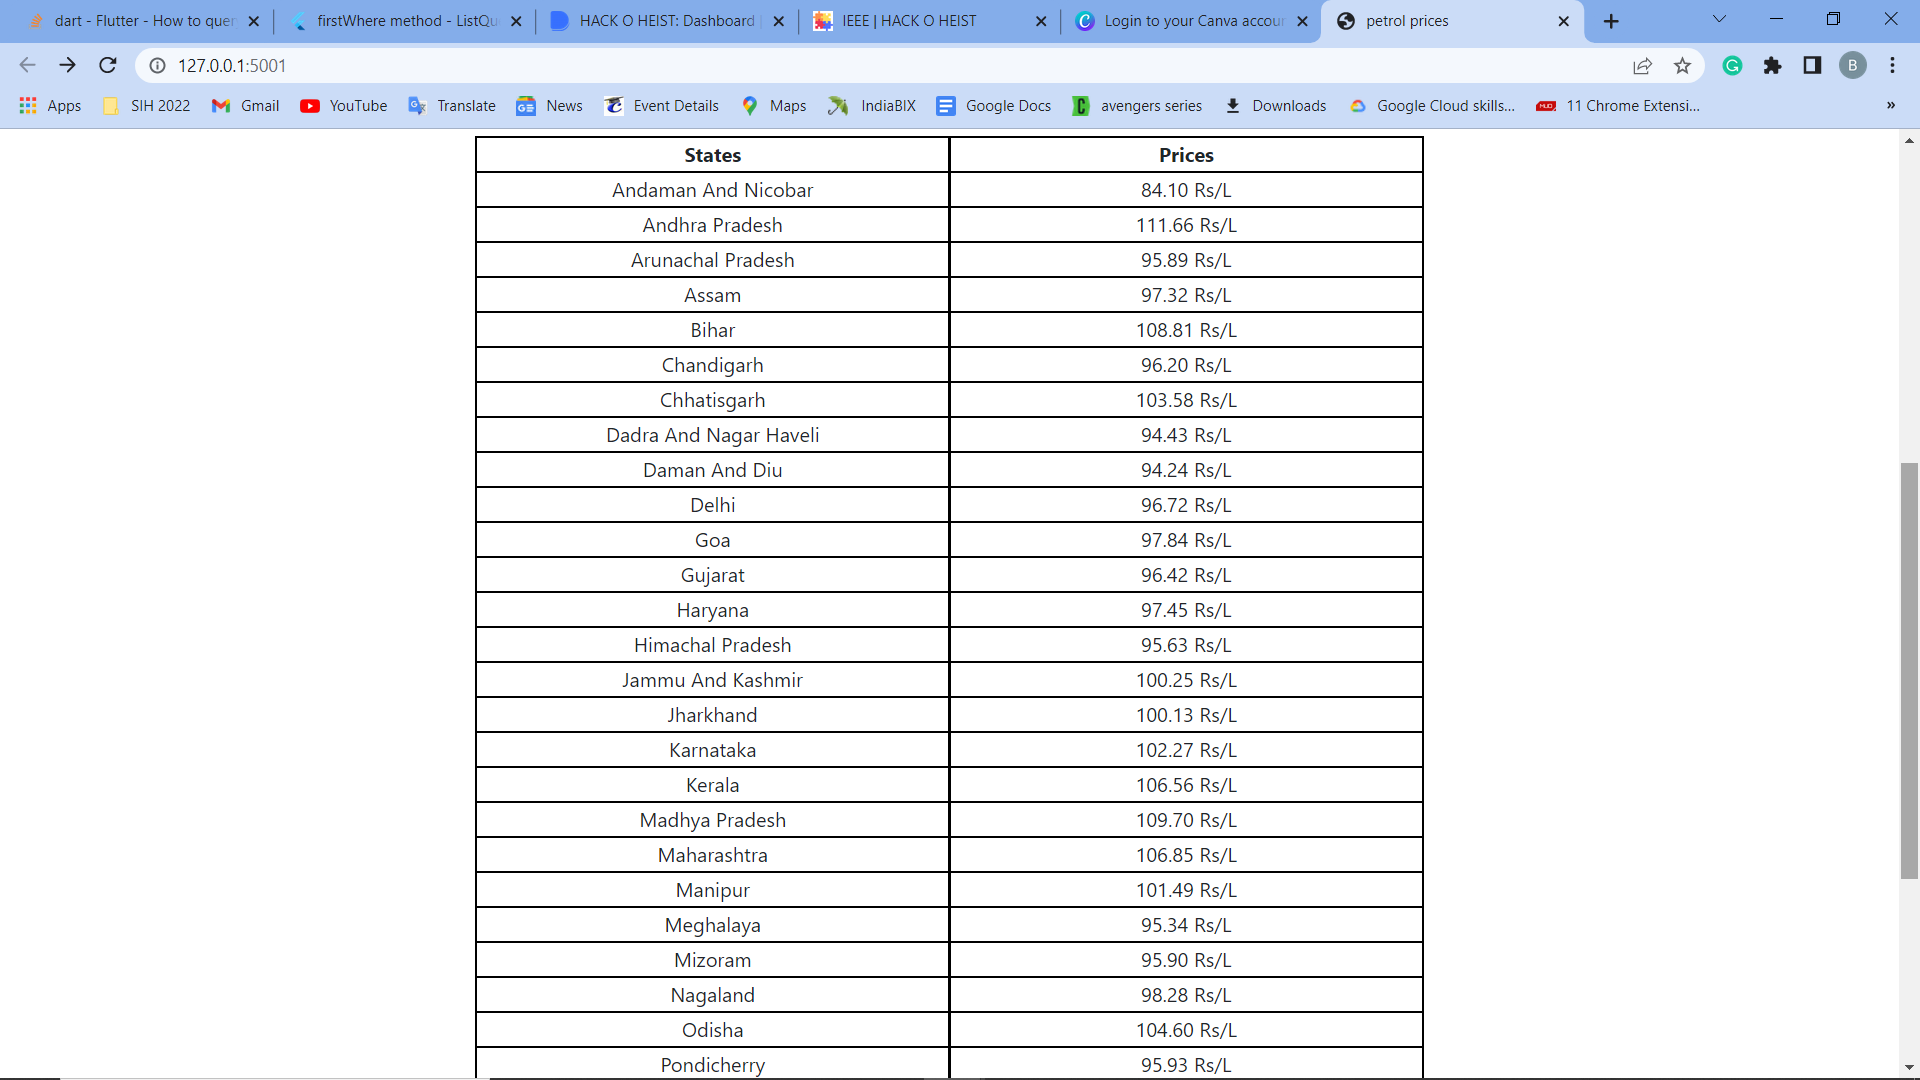 dart - Flutter - How to quer
firstWhere method - ListQu
HACK O HEIST: Dashboard |
IEEE | HACK O HEIST
Login to your Canva accour
petrol prices
127.0.0.1:5001
B
Apps SIH 2022 Gmail YouTube Translate News Event Details Maps IndiaBIX Google Docs avengers series Downloads Google Cloud skills... 11 Chrome Extensi... »
States Prices
Andaman And Nicobar 84.10 Rs/L
Andhra Pradesh 111.66 Rs/L
Arunachal Pradesh 95.89 Rs/L
Assam 97.32 Rs/L
Bihar 108.81 Rs/L
Chandigarh 96.20 Rs/L
Chhatisgarh 103.58 Rs/L
Dadra And Nagar Haveli 94.43 Rs/L
Daman And Diu 94.24 Rs/L
Delhi 96.72 Rs/L
Goa 97.84 Rs/L
Gujarat 96.42 Rs/L
Haryana 97.45 Rs/L
Himachal Pradesh 95.63 Rs/L
Jammu And Kashmir 100.25 Rs/L
Jharkhand 100.13 Rs/L
Karnataka 102.27 Rs/L
Kerala 106.56 Rs/L
Madhya Pradesh 109.70 Rs/L
Maharashtra 106.85 Rs/L
Manipur 101.49 Rs/L
Meghalaya 95.34 Rs/L
Mizoram 95.90 Rs/L
Nagaland 98.28 Rs/L
Odisha 104.60 Rs/L
Pondicherry 95.93 Rs/L